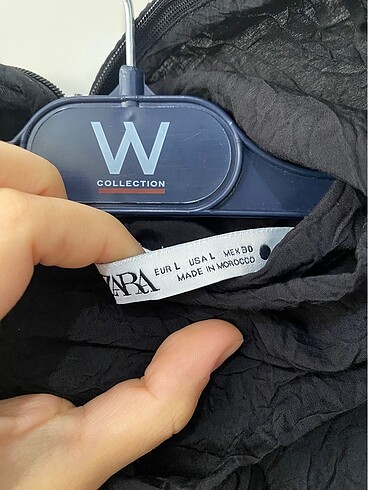 W
COLLECTION
ZARA
EUR L USA L MEX 30
MADE IN MOROCCO